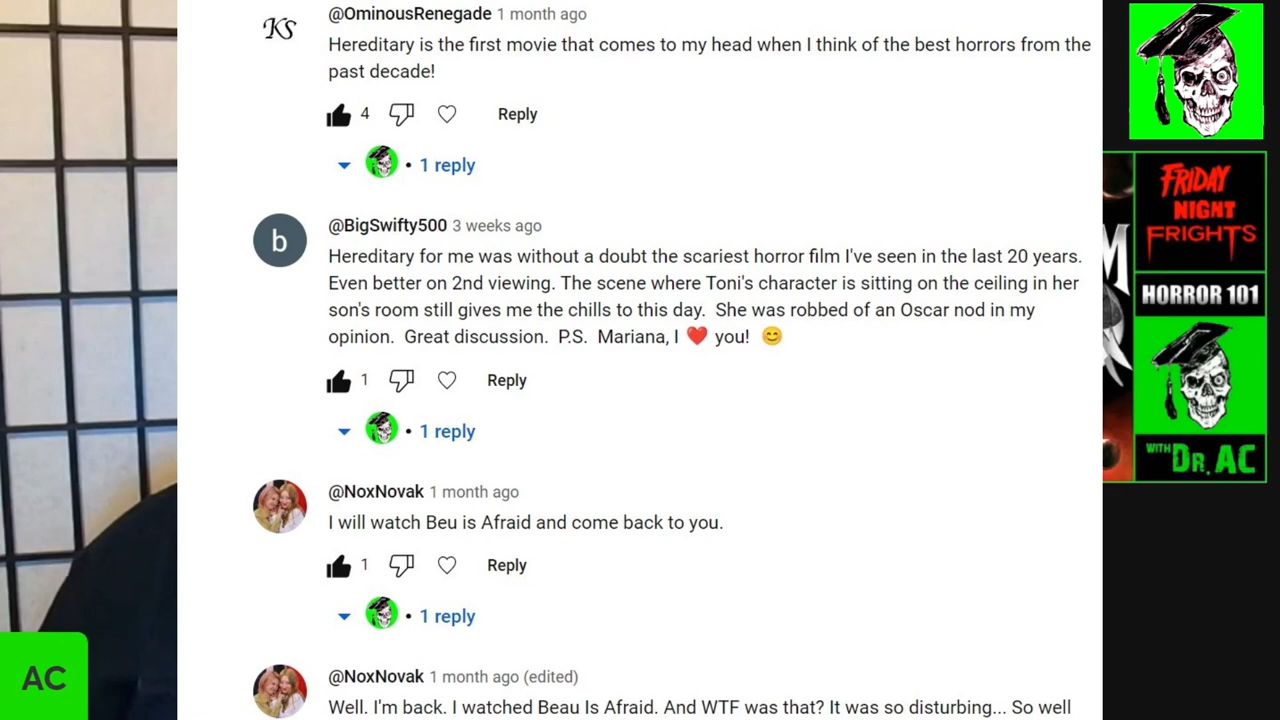 KS
@OminousRenegade 1 month ago
Hereditary is the first movie that comes to my head when I think of the best horrors from the
past decade!
4 Reply
• 1 reply
b
@BigSwifty500 3 weeks ago
Hereditary for me was without a doubt the scariest horror film I've seen in the last 20 years.
Even better on 2nd viewing. The scene where Toni's character is sitting on the ceiling in her
son's room still gives me the chills to this day. She was robbed of an Oscar nod in my
opinion. Great discussion. P.S. Mariana, I ❤️ you! 😊
1 Reply
• 1 reply
@NoxNovak 1 month ago
I will watch Beu is Afraid and come back to you.
1 Reply
• 1 reply
@NoxNovak 1 month ago (edited)
Well. I'm back. I watched Beau Is Afraid. And WTF was that? It was so disturbing... So well
AC
FRIDAY
NIGHT
FRIGHTS
HORROR 101
WITH DR. AC